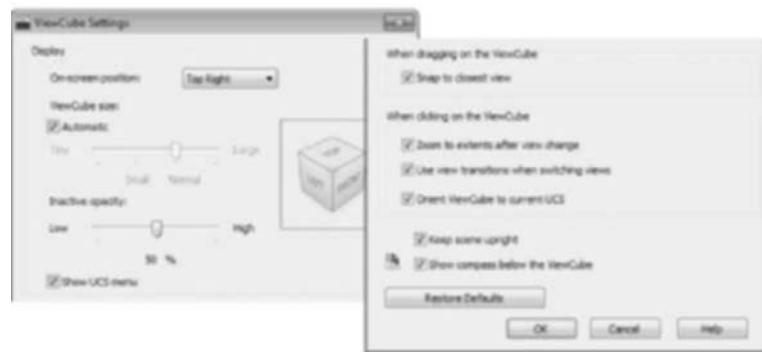 ViewCube Settings
Display
On-screen position:
Top Right
ViewCube size:
Automatic
Tiny
Large
Small
Normal
TOP
LEFT
FRONT
Inactive opacity:
Low
High
50 %
Show UCS menu
When dragging on the ViewCube
Snap to closest view
When clicking on the ViewCube
Zoom to extents after view change
Use view transitions when switching views
Orient ViewCube to current UCS
Keep scene upright
Show compass below the ViewCube
Restore Defaults
OK
Cancel
Help